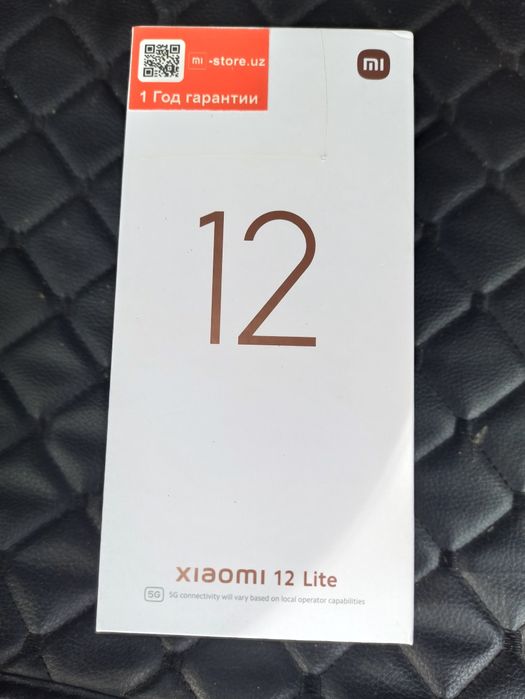 mi -store.uz
1 Год гарантии
mi
12
xiaomi 12 Lite
5G 5G connectivity will vary based on local operator capabilities